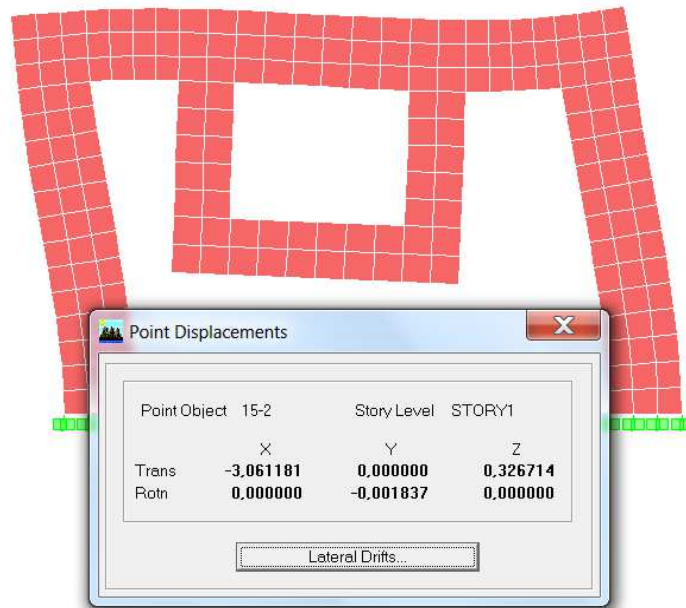 Point Displacements
Point Object 15-2 Story Level STORY1
X Y Z
Trans -3,061181 0,000000 0,326714
Rotn 0,000000 -0,001837 0,000000
Lateral Drifts...